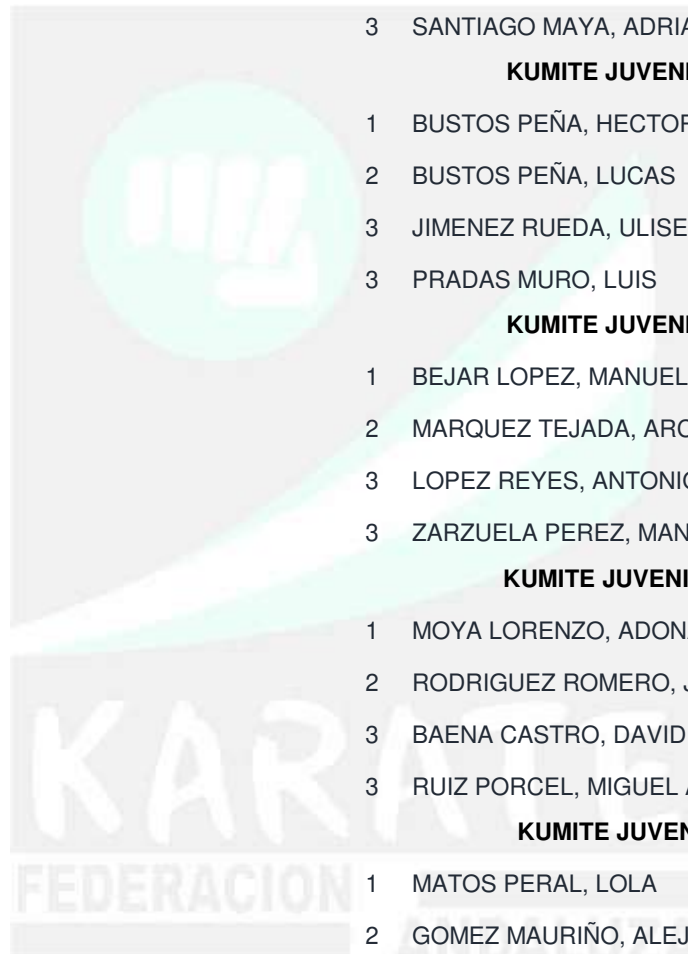 3 SANTIAGO MAYA, ADRIA
KUMITE JUVENI
1 BUSTOS PEÑA, HECTOR
2 BUSTOS PEÑA, LUCAS
3 JIMENEZ RUEDA, ULISE
3 PRADAS MURO, LUIS
KUMITE JUVENI
1 BEJAR LOPEZ, MANUEL
2 MARQUEZ TEJADA, ARC
3 LOPEZ REYES, ANTONIO
3 ZARZUELA PEREZ, MAN
KUMITE JUVENI
1 MOYA LORENZO, ADONA
2 RODRIGUEZ ROMERO, J
3 BAENA CASTRO, DAVID
3 RUIZ PORCEL, MIGUEL A
KUMITE JUVEN
1 MATOS PERAL, LOLA
2 GOMEZ MAURIÑO, ALEJ
KARATE
FEDERACION